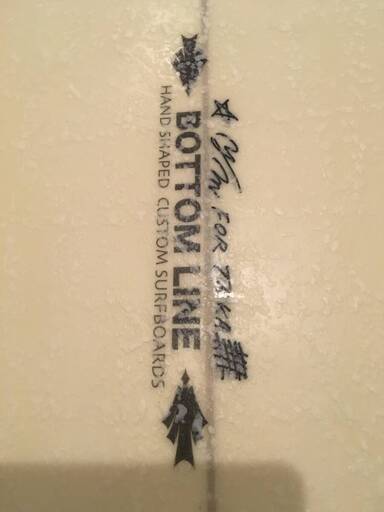 FOR
BOTTOM LINE
HAND SHAPED CUSTOM SURFBOARDS